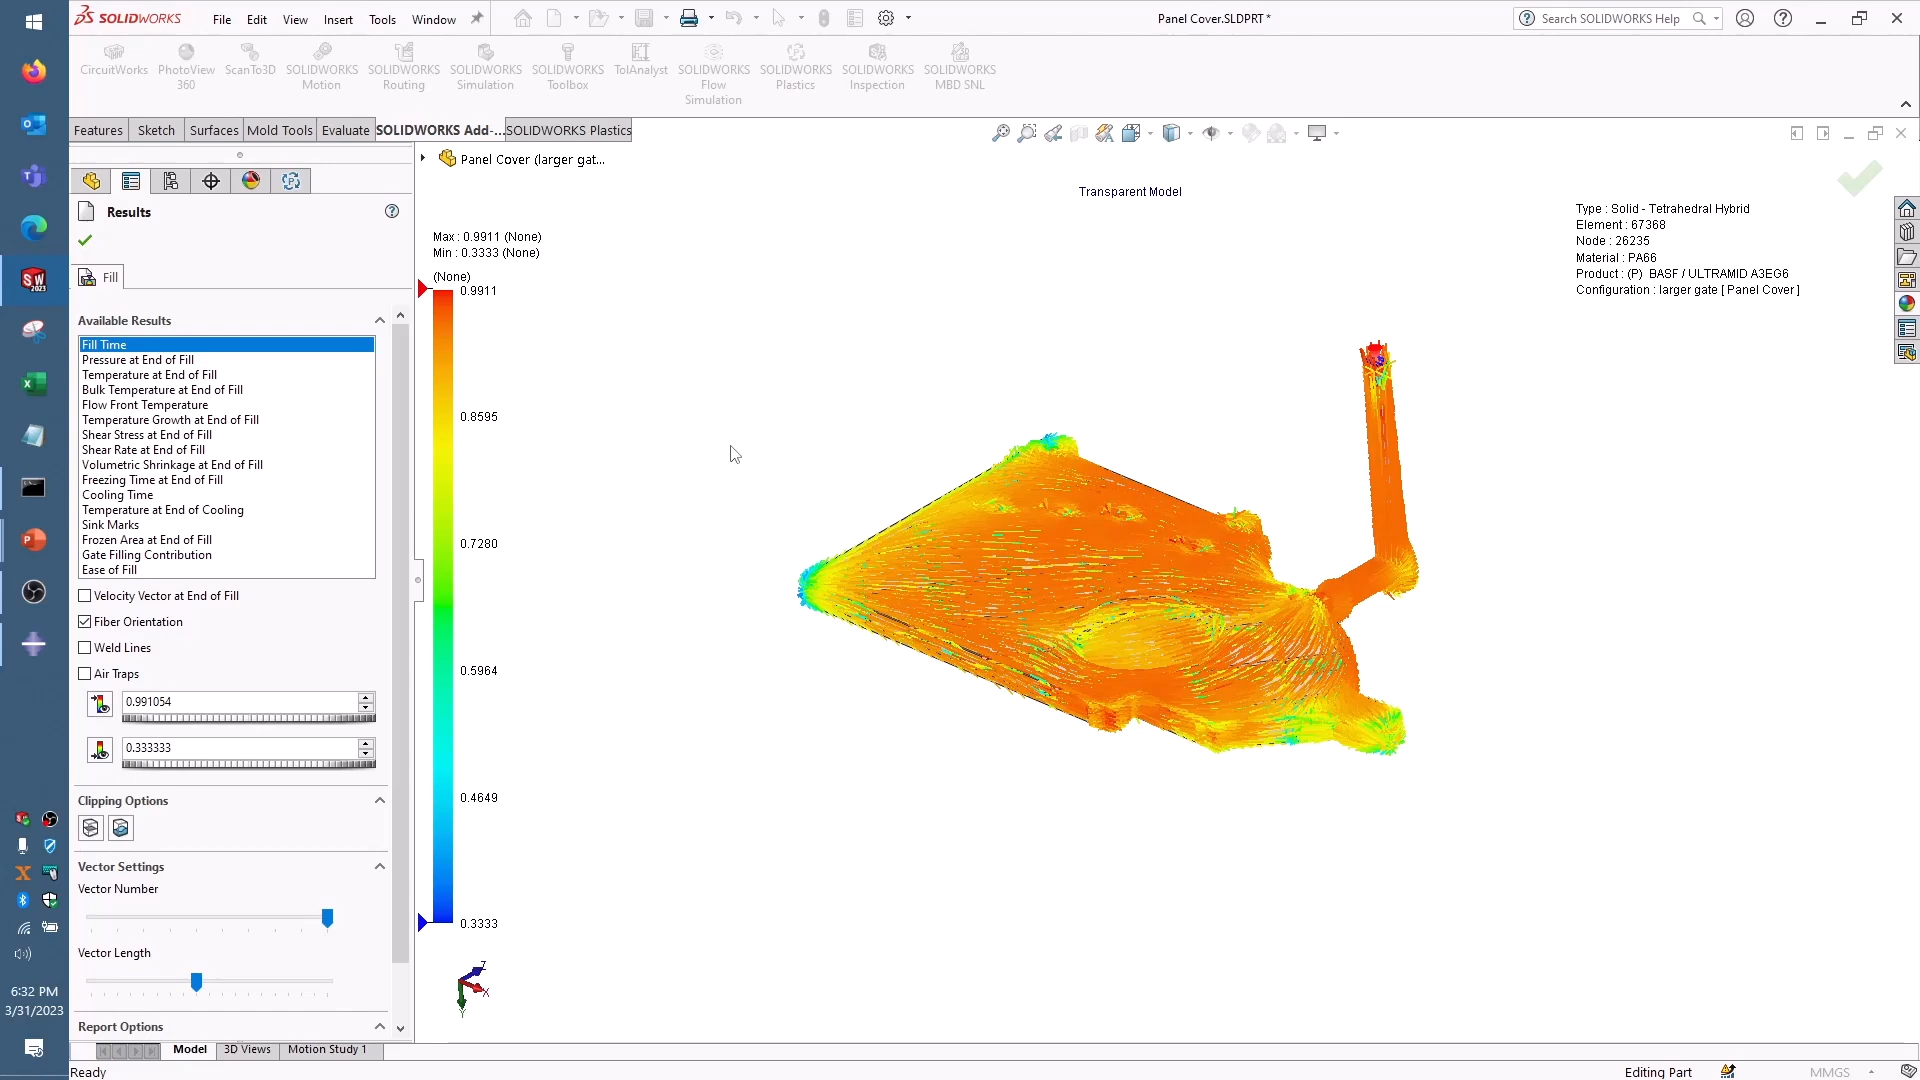 SOLIDWORKS File Edit View Insert Tools Window Panel Cover.SLDPRT * Search SOLIDWORKS Help
CircuitWorks PhotoView 360 ScanTo3D SOLIDWORKS Motion SOLIDWORKS Routing SOLIDWORKS Simulation SOLIDWORKS Toolbox TolAnalyst SOLIDWORKS Flow Simulation SOLIDWORKS Plastics SOLIDWORKS Inspection SOLIDWORKS MBD SNL
Features Sketch Surfaces Mold Tools Evaluate SOLIDWORKS Add-... SOLIDWORKS Plastics
Panel Cover (larger gat...
Transparent Model
Results
Fill
Available Results
Fill Time
Pressure at End of Fill
Temperature at End of Fill
Bulk Temperature at End of Fill
Flow Front Temperature
Temperature Growth at End of Fill
Shear Stress at End of Fill
Shear Rate at End of Fill
Volumetric Shrinkage at End of Fill
Freezing Time at End of Fill
Cooling Time
Temperature at End of Cooling
Sink Marks
Frozen Area at End of Fill
Gate Filling Contribution
Ease of Fill
Velocity Vector at End of Fill
Fiber Orientation
Weld Lines
Air Traps
0.991054
0.333333
Clipping Options
Vector Settings
Vector Number
Vector Length
Report Options
Max : 0.9911 (None)
Min : 0.3333 (None)
(None)
0.9911
0.8595
0.7280
0.5964
0.4649
0.3333
Z
X
Y
Type : Solid - Tetrahedral Hybrid
Element : 67368
Node : 26235
Material : PA66
Product : (P) BASF / ULTRAMID A3EG6
Configuration : larger gate [ Panel Cover ]
SW
2023
6:32 PM
3/31/2023
Model 3D Views Motion Study 1
Ready Editing Part MMGS